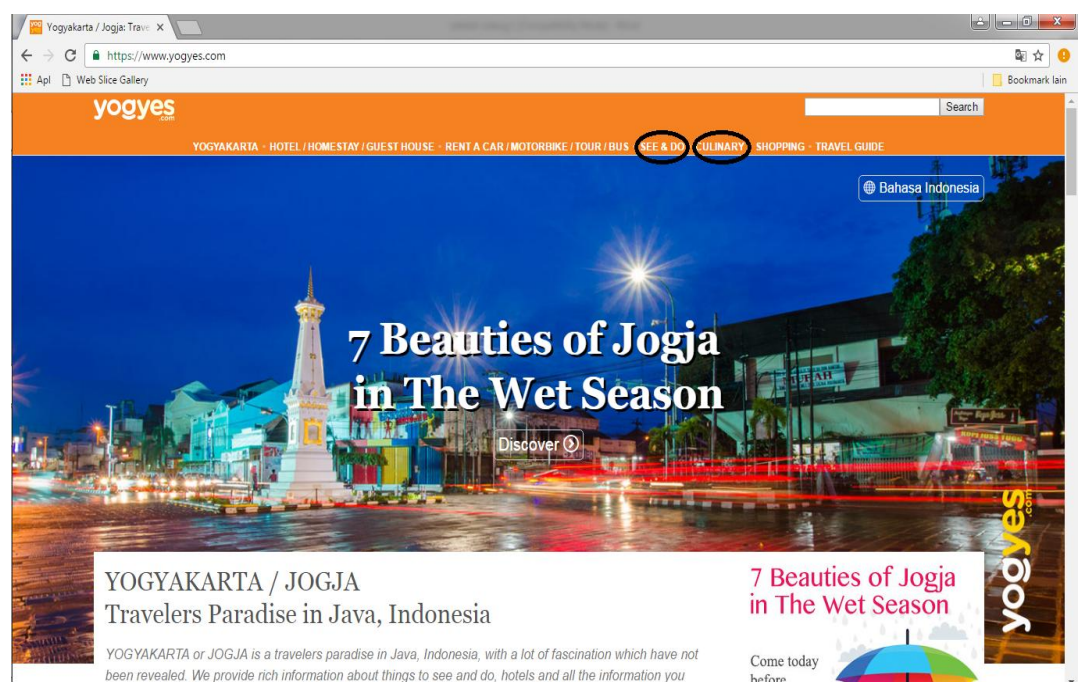 Yogyakarta / Jogja: Trave
https://www.yogyes.com
Apl Web Slice Gallery
Bookmark lain
yogyes
.com
Search
YOGYAKARTA - HOTEL / HOMESTAY / GUEST HOUSE - RENT A CAR / MOTORBIKE / TOUR / BUS SEE & DO CULINARY SHOPPING - TRAVEL GUIDE
Bahasa Indonesia
7 Beauties of Jogja
in The Wet Season
Discover
MURAH
yogyes.com
YOGYAKARTA / JOGJA
Travelers Paradise in Java, Indonesia
YOGYAKARTA or JOGJA is a travelers paradise in Java, Indonesia, with a lot of fascination which have not
been revealed. We provide rich information about things to see and do, hotels and all the information you
7 Beauties of Jogja
in The Wet Season
Come today
before